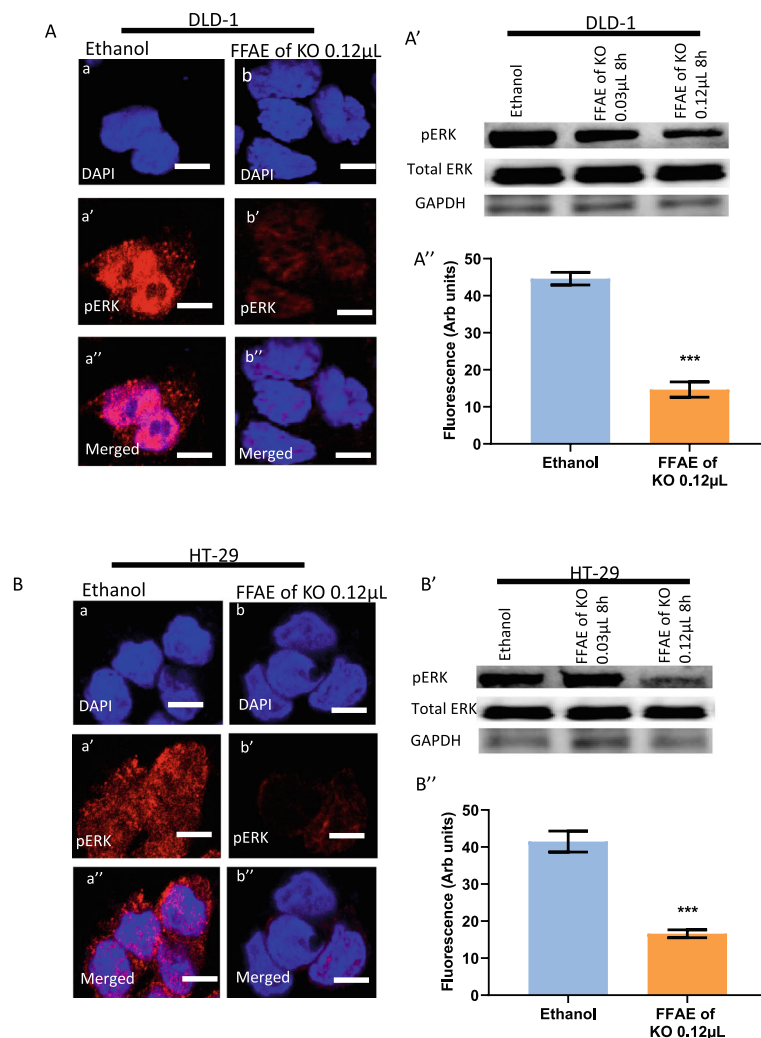 A
DLD-1
Ethanol
FFAE of KO 0.12µL
a
DAPI
b
DAPI
a'
pERK
b'
pERK
a''
Merged
b''
Merged
A'
DLD-1
Ethanol
FFAE of KO
0.03µL 8h
FFAE of KO
0.12µL 8h
pERK
Total ERK
GAPDH
A''
Fluorescence (Arb units)
50
40
30
20
10
0
***
Ethanol
FFAE of
KO 0.12µL
B
HT-29
Ethanol
FFAE of KO 0.12µL
a
DAPI
b
DAPI
a'
pERK
b'
pERK
a''
Merged
b''
Merged
B'
HT-29
Ethanol
FFAE of KO
0.03µL 8h
FFAE of KO
0.12µL 8h
pERK
Total ERK
GAPDH
B''
Fluorescence (Arb units)
50
40
30
20
10
0
***
Ethanol
FFAE of
KO 0.12µL